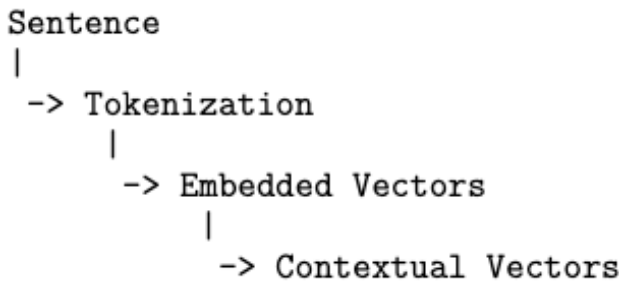 Sentence
|
-> Tokenization
|
-> Embedded Vectors
|
-> Contextual Vectors